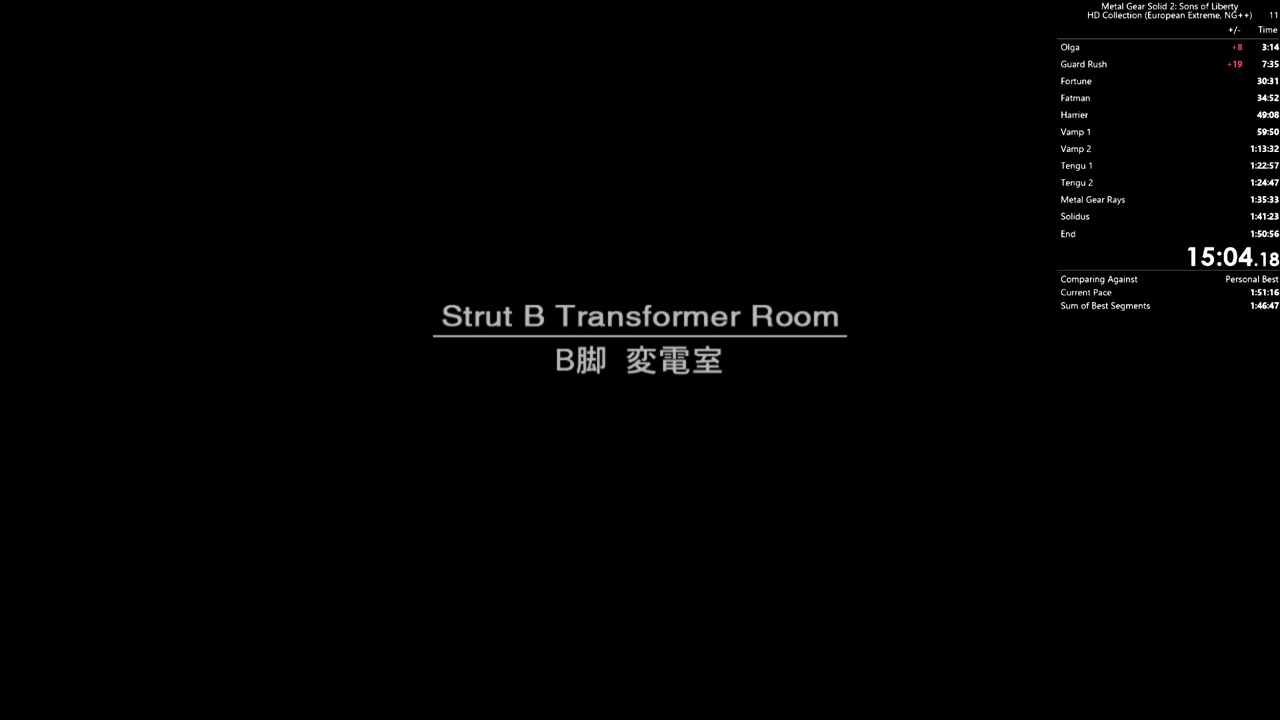 Metal Gear Solid 2: Sons of Liberty
HD Collection (European Extreme, NG++) 11
+/- Time
Olga +8 3:14
Guard Rush +19 7:35
Fortune 30:31
Fatman 34:52
Harrier 49:08
Vamp 1 59:50
Vamp 2 1:13:32
Tengu 1 1:22:57
Tengu 2 1:24:47
Metal Gear Rays 1:35:33
Solidus 1:41:23
End 1:50:56
15:04.18
Comparing Against Personal Best
Current Pace 1:51:16
Sum of Best Segments 1:46:47
Strut B Transformer Room
B脚 変電室